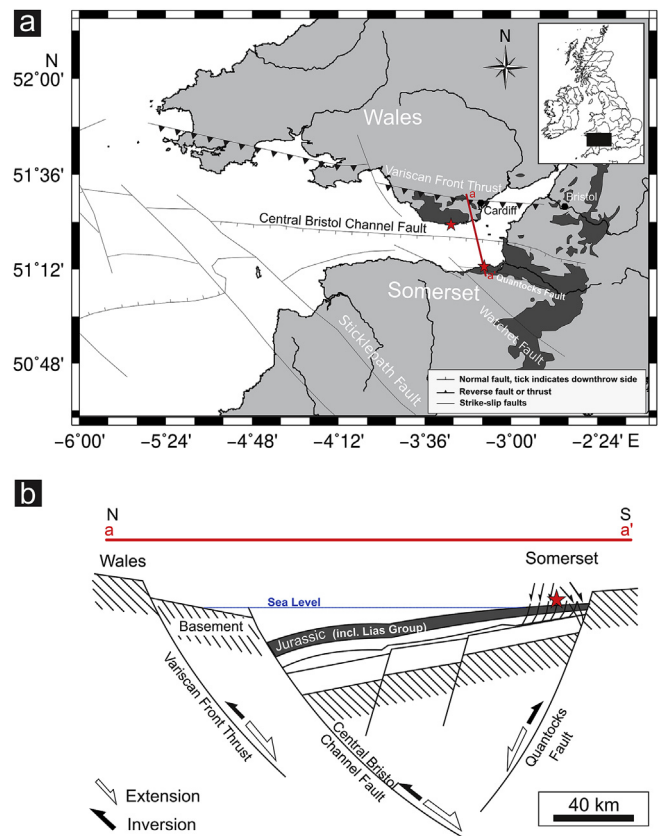 a
N
52°00'
51°36'
51°12'
50°48'
N
Wales
Variscan Front Thrust
a
Cardiff
Bristol
Central Bristol Channel Fault
a'
Quantocks Fault
Somerset
Watchet Fault
Sticklepath Fault
Normal fault, tick indicates downthrow side
Reverse fault or thrust
Strike-slip faults
−6°00' −5°24' −4°48' −4°12' −3°36' −3°00' −2°24' E
b
N S
a a'
Wales Somerset
Sea Level
Basement
Jurassic (incl. Lias Group)
Variscan Front Thrust
Central Bristol
Channel Fault
Quantocks
Fault
Extension
Inversion
40 km